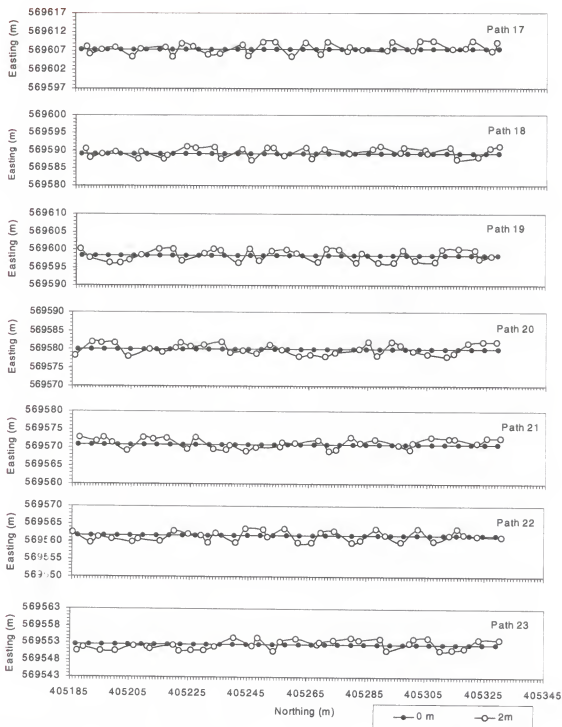 569617
569612
569607
569602
569597
Easting (m)
Path 17
569600
569595
569590
569585
569580
Easting (m)
Path 18
569610
569605
569600
569595
569590
Easting (m)
Path 19
569590
569585
569580
569575
569570
Easting (m)
Path 20
569580
569575
569570
569565
569560
Easting (m)
Path 21
569570
569565
569560
569555
569550
Easting (m)
Path 22
569563
569558
569553
569548
569543
Easting (m)
Path 23
405185 405205 405225 405245 405265 405285 405305 405325 405345
Northing (m)
0 m 2m